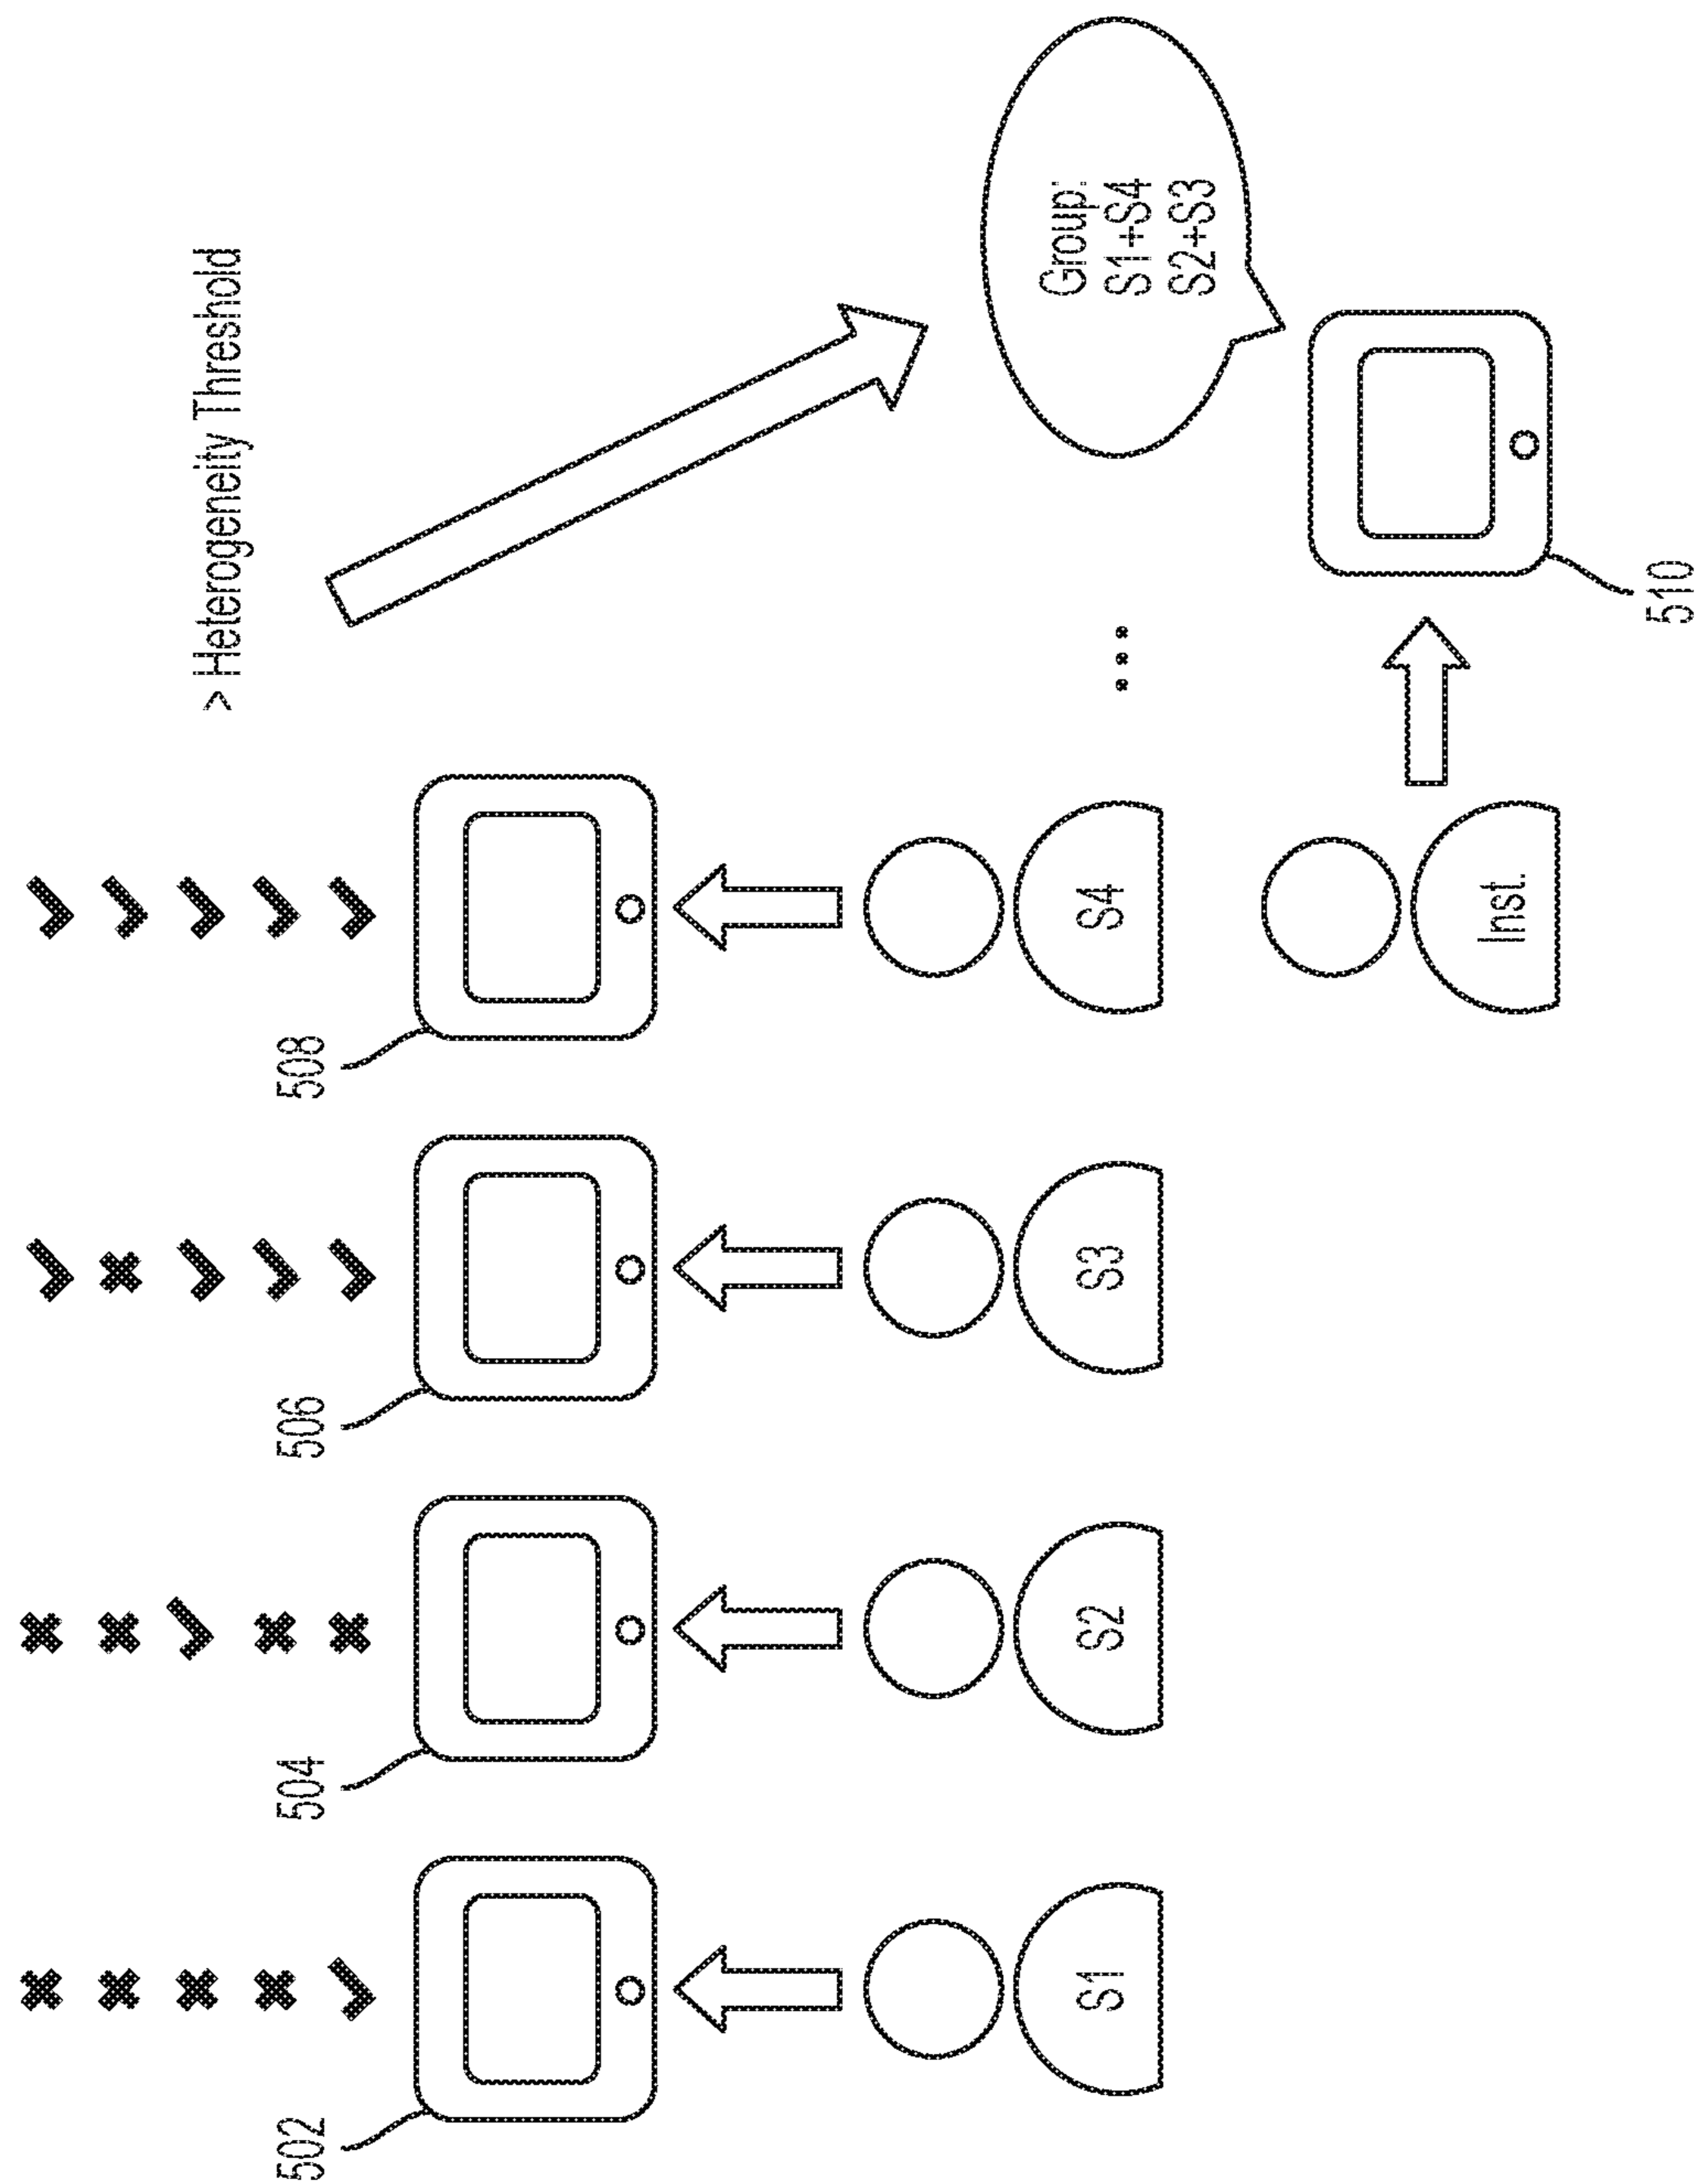 > Heterogeneity Threshold
502
504
506
508
S1
S2
S3
S4
Group:
S1+S4
S2+S3
Inst.
510